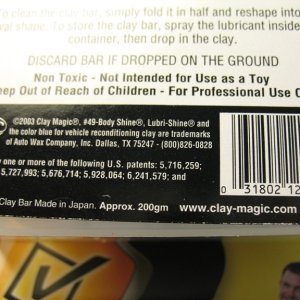 To clean the clay bar, simply fold it in half and reshape into
oval shape. To store the clay bar, spray the lubricant inside
container, then drop in the clay.
DISCARD BAR IF DROPPED ON THE GROUND
Non Toxic - Not Intended for Use as a Toy
Keep Out of Reach of Children - For Professional Use O
©2003 Clay Magic®, #49-Body Shine®, Lubri-Shine® and
the color blue for vehicle reconditioning clay are trademarks
of Auto Wax Company, Inc. Dallas, TX 75247 - (800)826-0828
by one or more of the following U.S. patents: 5,716,259;
5,727,993; 5,676,714; 5,928,064; 6,241,579; and
0 31802 12
Clay Bar Made in Japan. Approx. 200gm
www.clay-magic.com